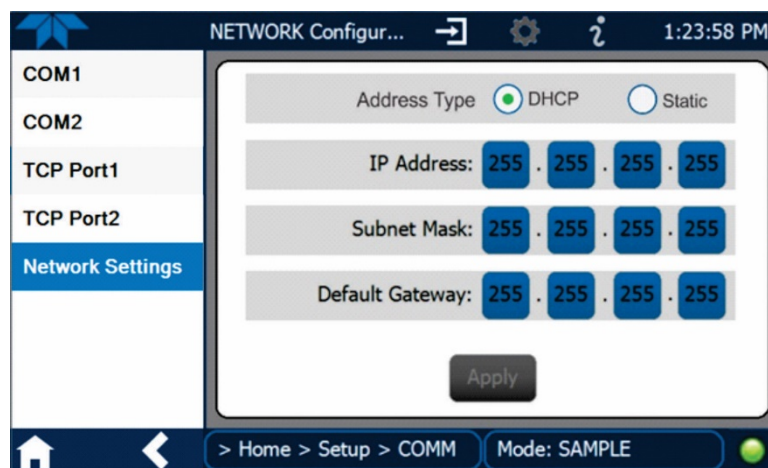 NETWORK Configur... 1:23:58 PM
COM1
COM2
TCP Port1
TCP Port2
Network Settings
Address Type DHCP Static
IP Address: 255 . 255 . 255 . 255
Subnet Mask: 255 . 255 . 255 . 255
Default Gateway: 255 . 255 . 255 . 255
Apply
> Home > Setup > COMM Mode: SAMPLE